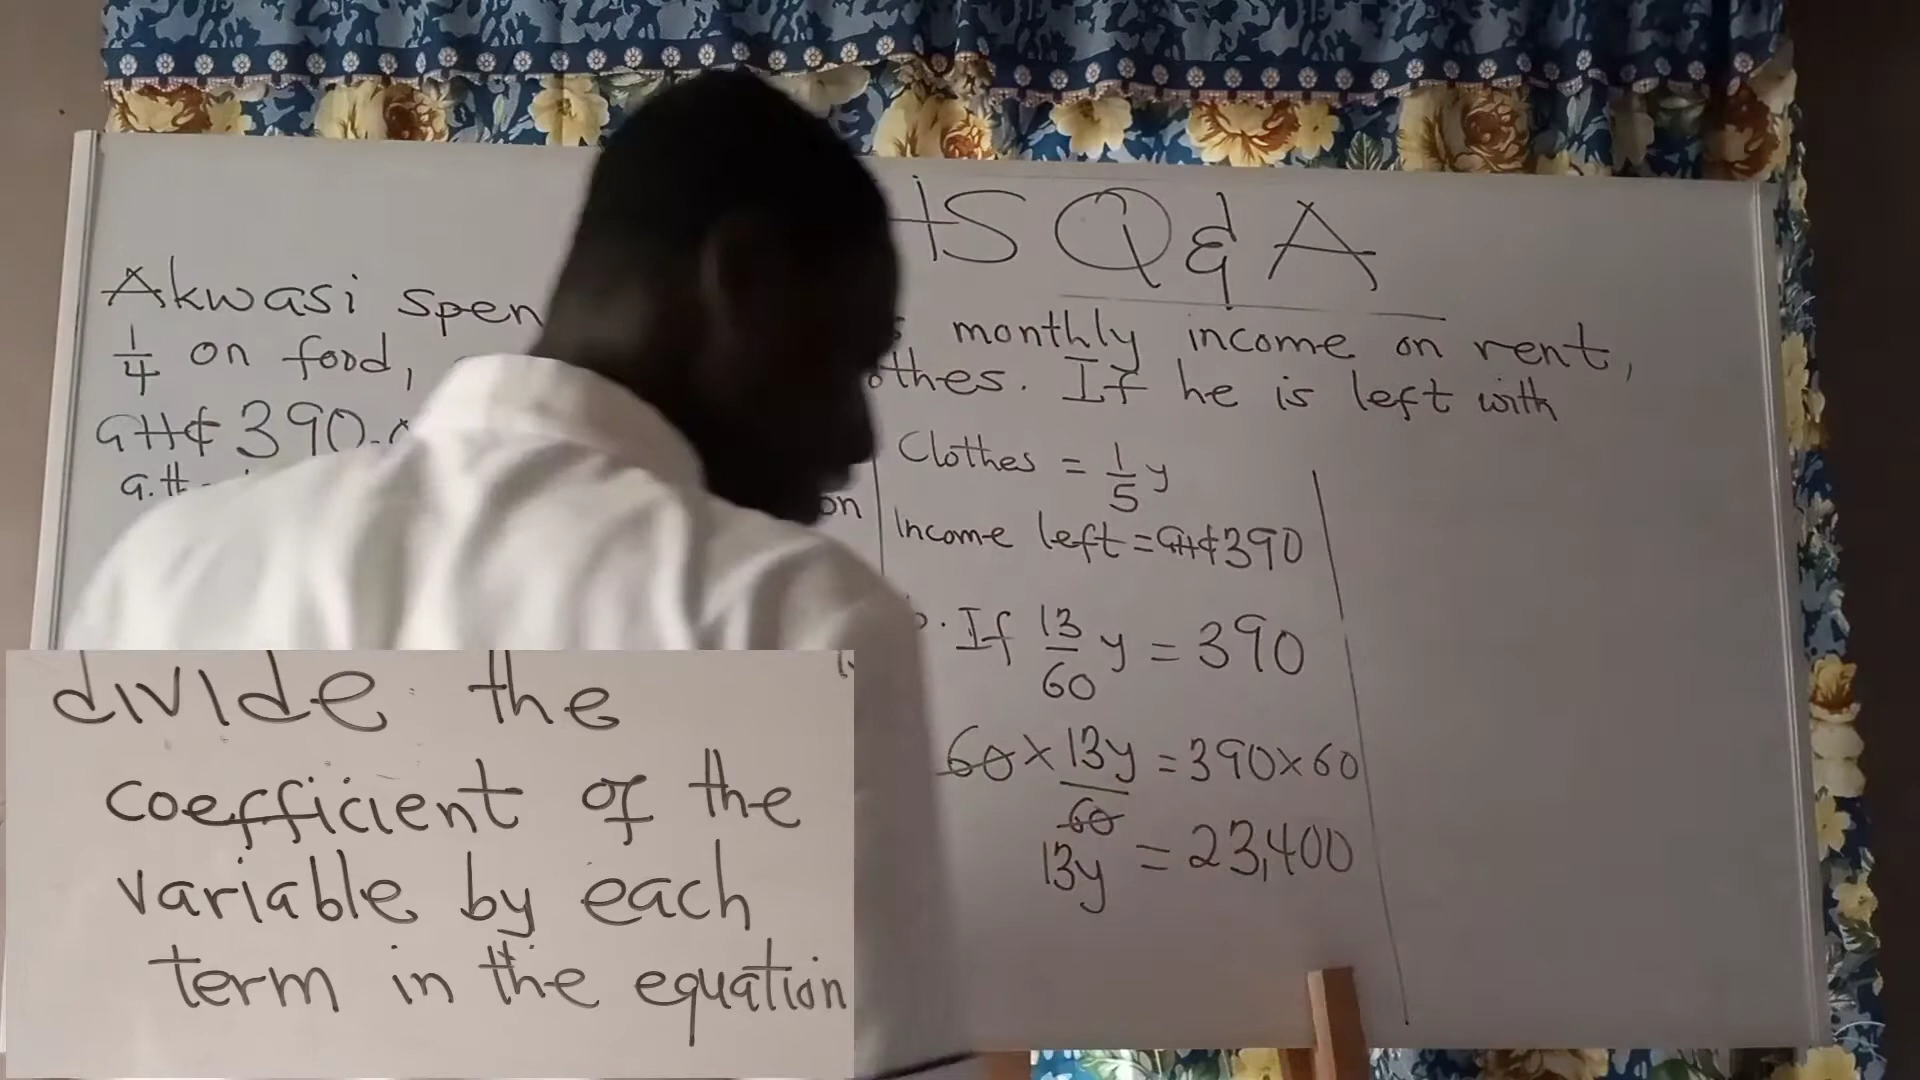 HS Q & A
Akwasi spen monthly income on rent,
1/4 on food, othes. If he is left with
GH¢ 390.
Clothes = 1/5 y
on
Income left = GH¢390
If 13/60 y = 390
60 × 13y/60 = 390×60
13y = 23,400
divide the
coefficient of the
variable by each
term in the equation